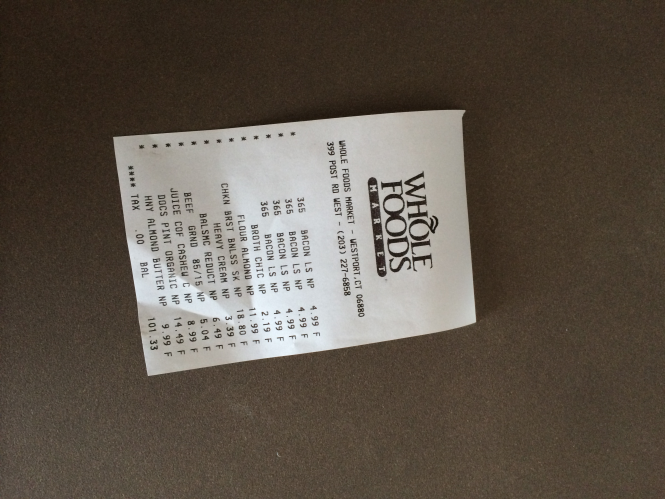 WHOLE
FOODS
MARKET
WHOLE FOODS MARKET - WESTPORT,CT 06880
399 POST RD WEST - (203) 227-6858
* 365 BACON LS NP 4.99 F
* 365 BACON LS NP 4.99 F
* 365 BACON LS NP 4.99 F
* 365 BACON LS NP 4.99 F
* BROTH CHIC NP 2.19 F
* FLOUR ALMOND NP 11.99 F
* CHKN BRST BNLSS SK NP 18.80 F
* HEAVY CREAM NP 3.39 F
* BALSMC REDUCT NP 6.49 F
* BEEF GRND 85/15 NP 5.04 F
* JUICE COF CASHEW C NP 8.99 F
* DOCS PINT ORGANIC NP 14.49 F
* HNY ALMOND BUTTER NP 9.99 F
**** TAX .00 BAL 101.33